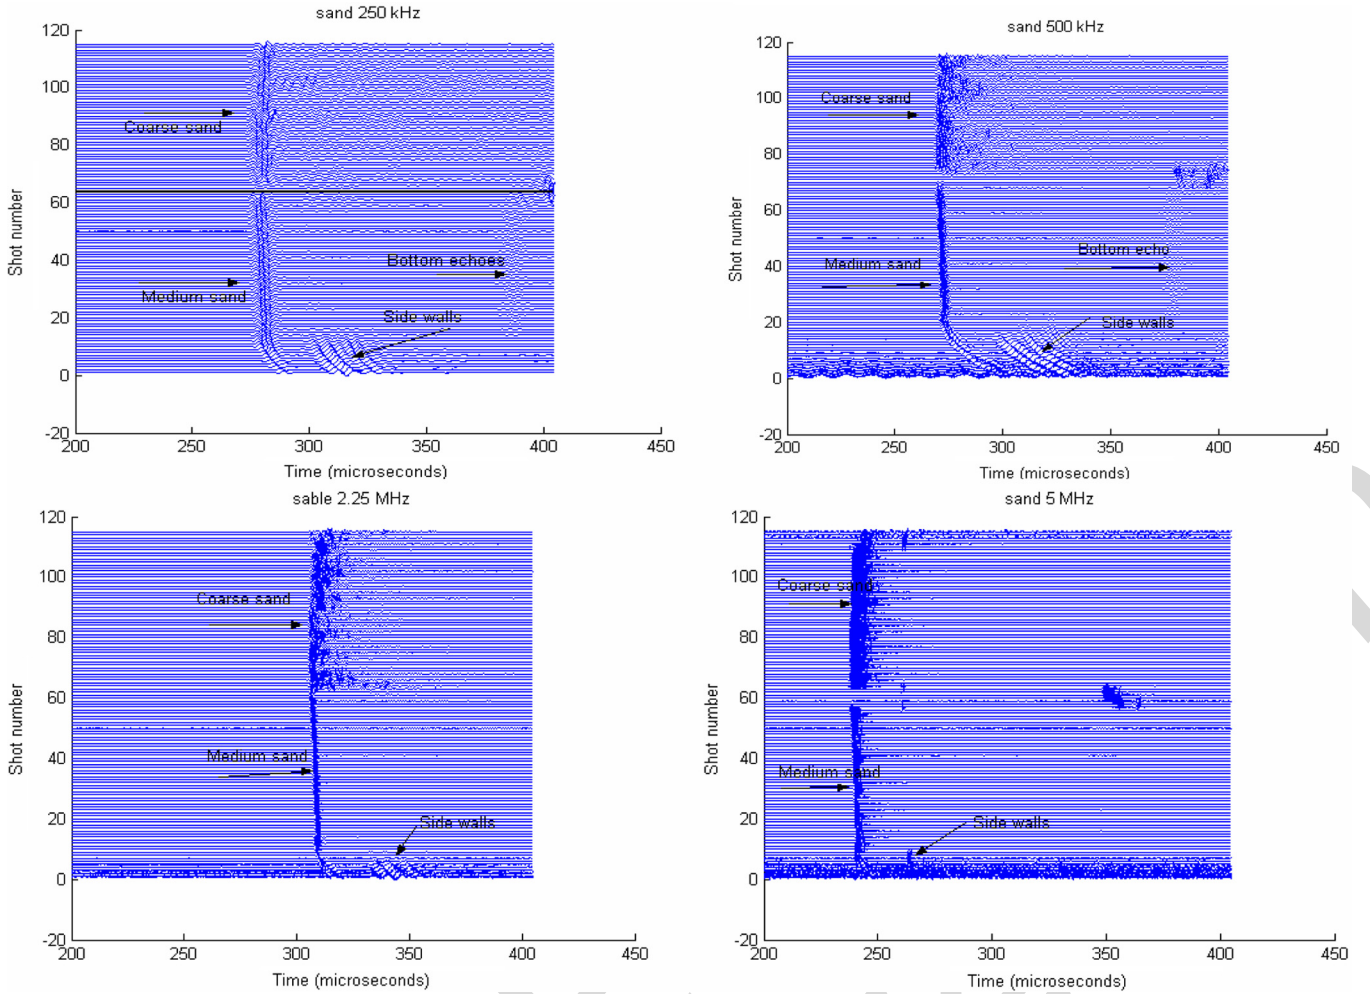 sand 250 kHz
120
100
80
60
40
20
0
-20
Shot number
Coarse sand
Bottom echoes
Medium sand
Side walls
200
250
300
350
400
450
Time (microseconds)
sand 500 kHz
120
100
80
60
40
20
0
-20
Shot number
Coarse sand
Bottom echo
Medium sand
Side walls
200
250
300
350
400
450
Time (microseconds)
sable 2.25 MHz
120
100
80
60
40
20
0
-20
Shot number
Coarse sand
Medium sand
Side walls
200
250
300
350
400
450
Time (microseconds)
sand 5 MHz
120
100
80
60
40
20
0
-20
Shot number
Coarse sand
Medium sand
Side walls
200
250
300
350
400
450
Time (microseconds)